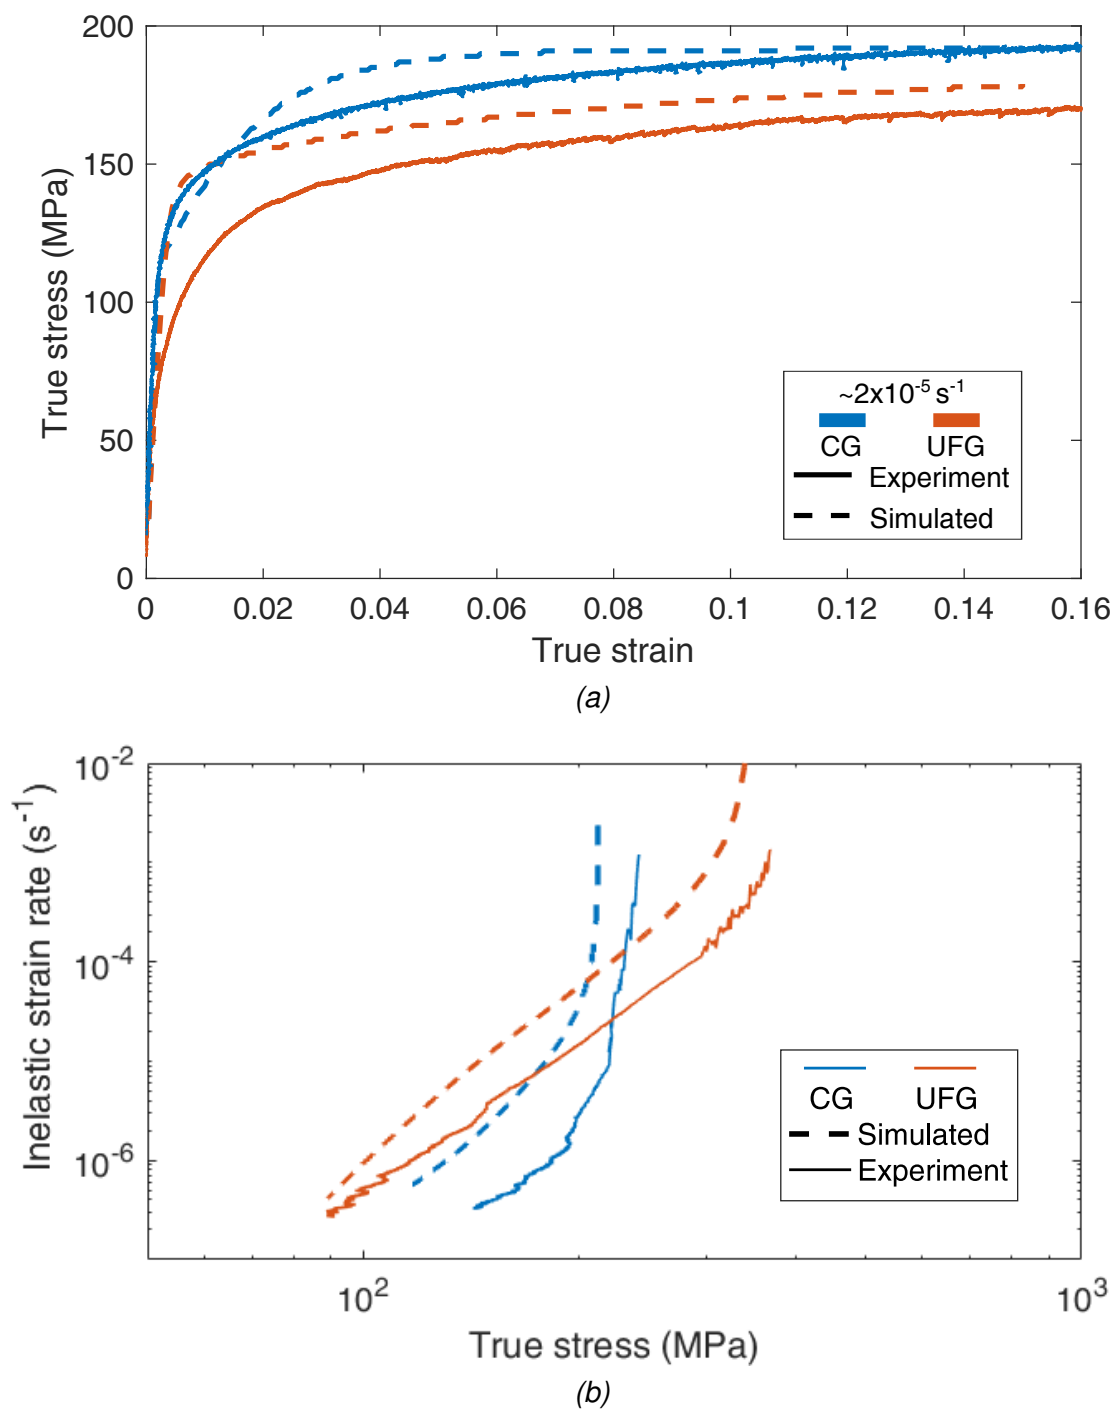 200
150
100
50
0
True stress (MPa)
~2x10⁻⁵ s⁻¹
CG UFG
Experiment
Simulated
0 0.02 0.04 0.06 0.08 0.1 0.12 0.14 0.16
True strain
(a)
10⁻²
10⁻⁴
10⁻⁶
Inelastic strain rate (s⁻¹)
CG UFG
Simulated
Experiment
10² 10³
True stress (MPa)
(b)